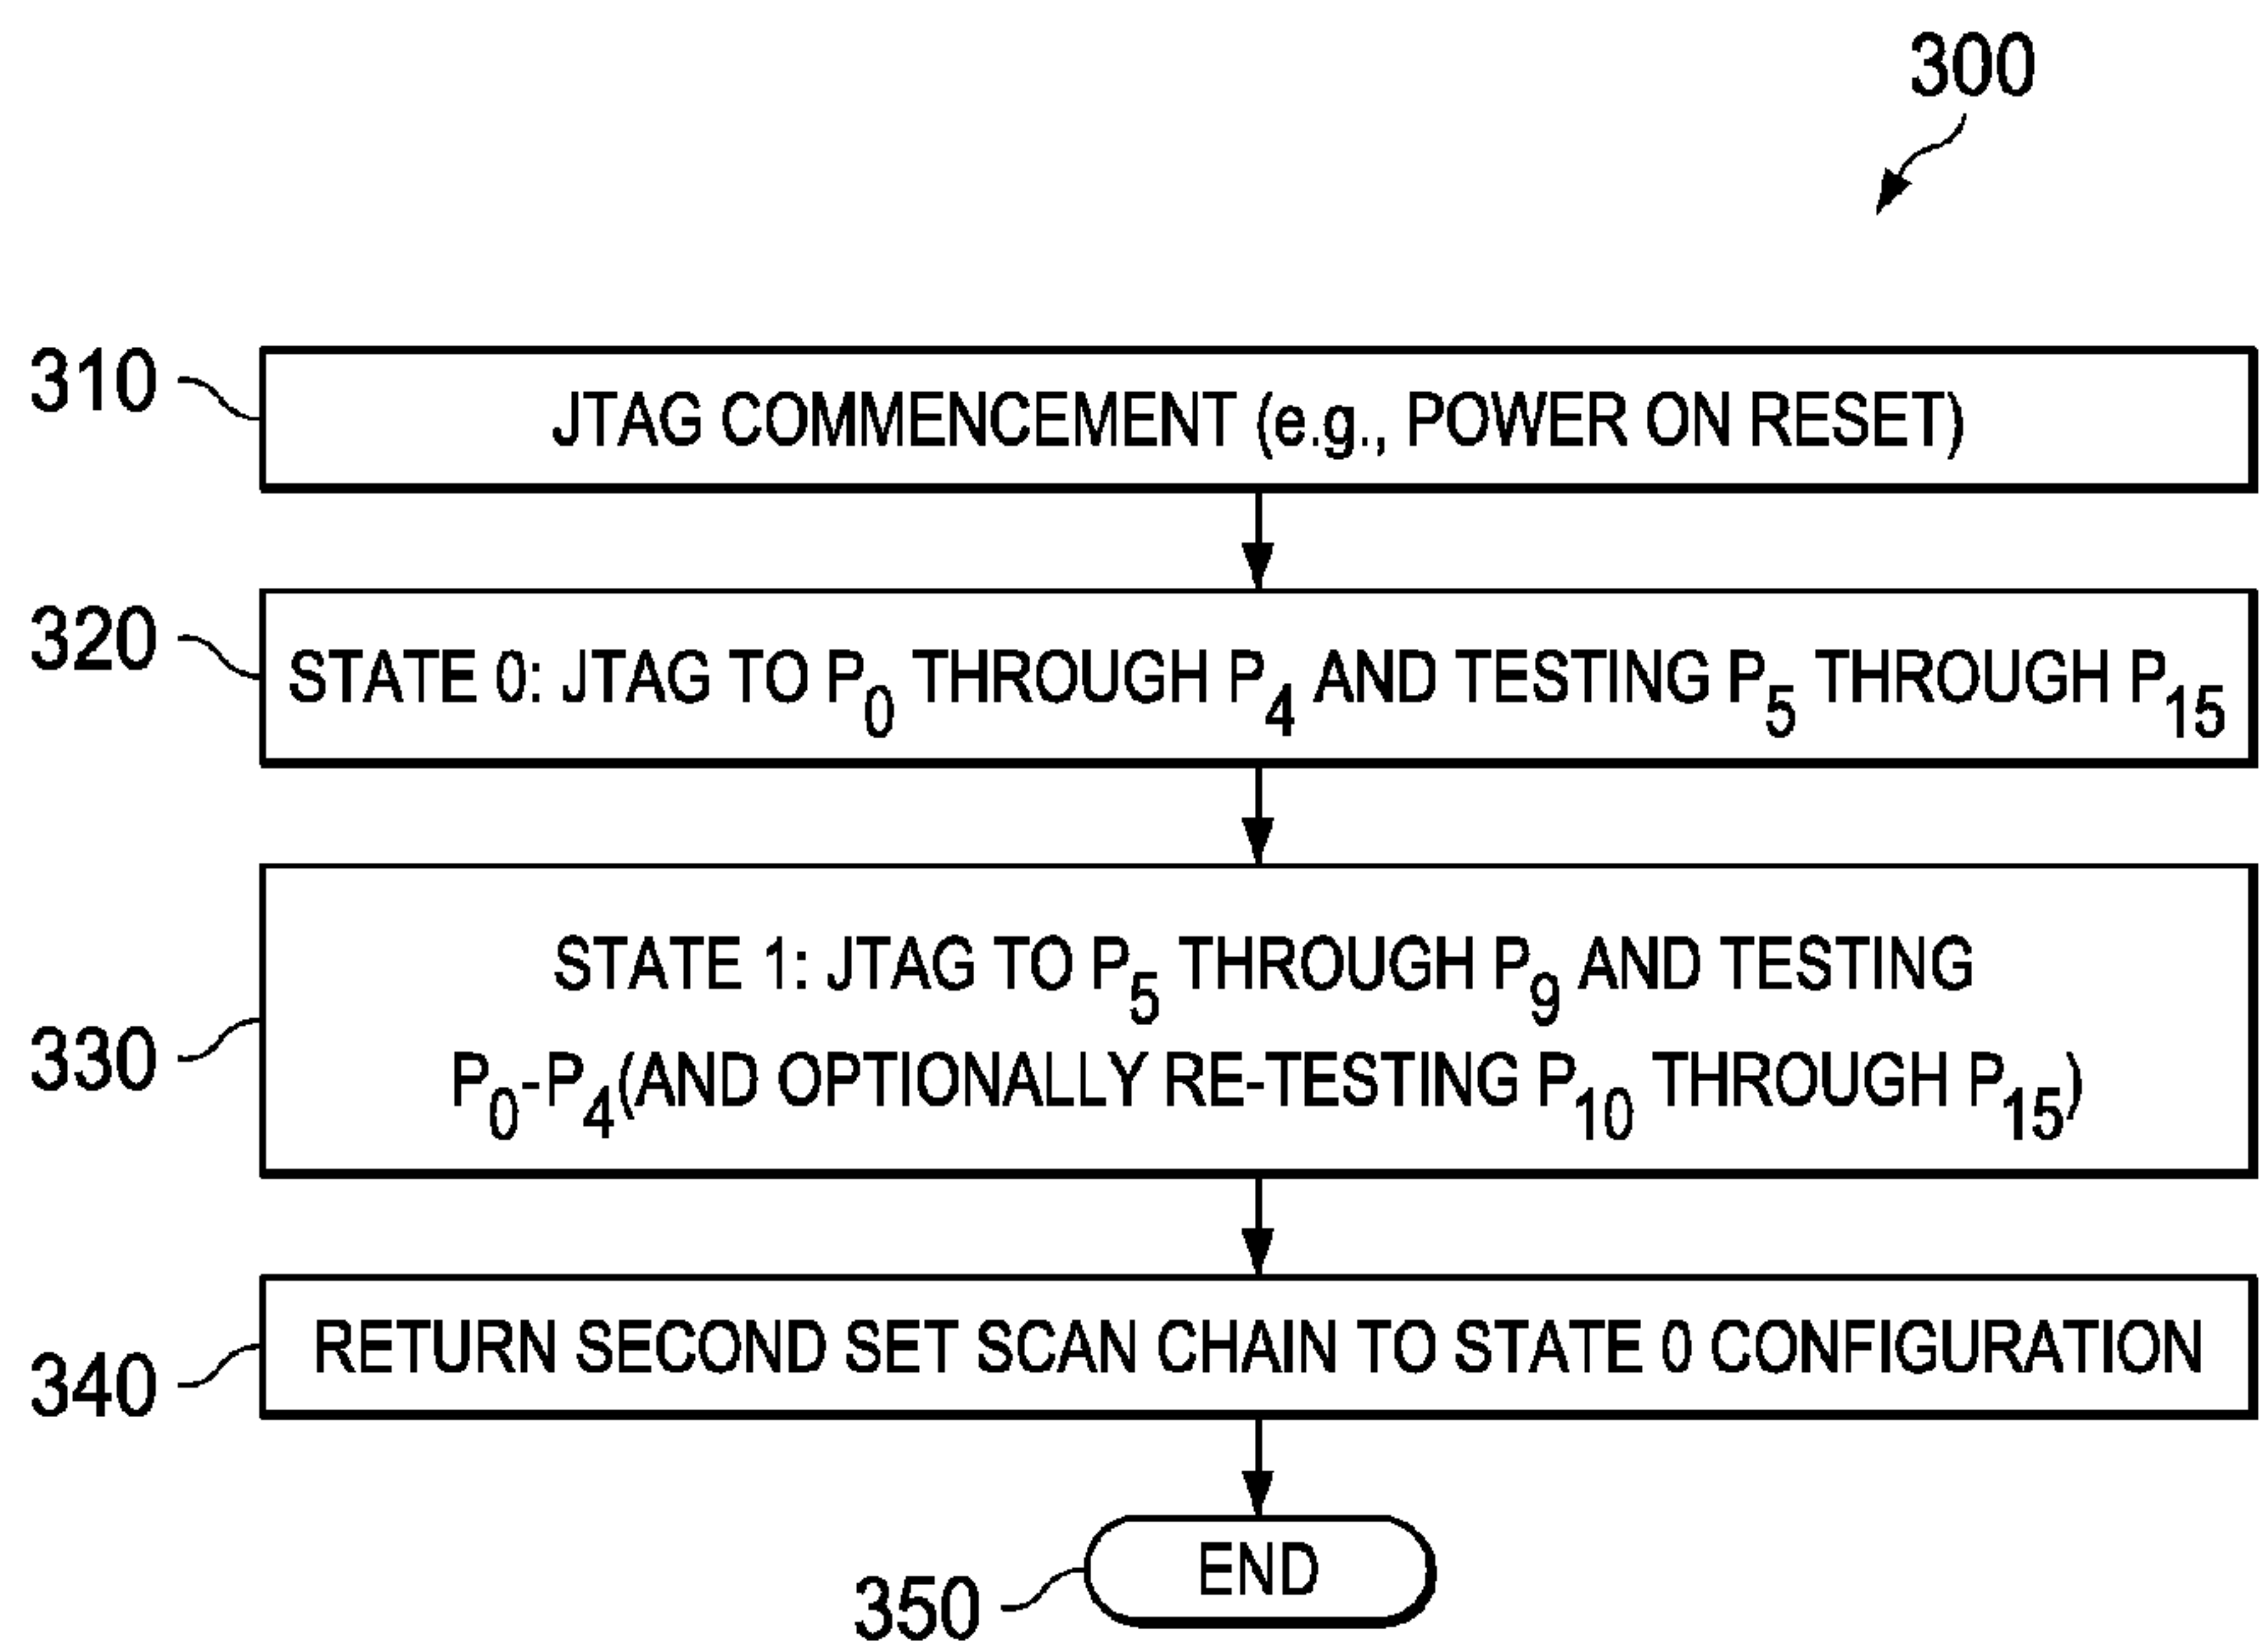 300
310
JTAG COMMENCEMENT (e.g., POWER ON RESET)
320
STATE 0: JTAG TO P0 THROUGH P4 AND TESTING P5 THROUGH P15
330
STATE 1: JTAG TO P5 THROUGH P9 AND TESTING
P0-P4(AND OPTIONALLY RE-TESTING P10 THROUGH P15)
340
RETURN SECOND SET SCAN CHAIN TO STATE 0 CONFIGURATION
END
350